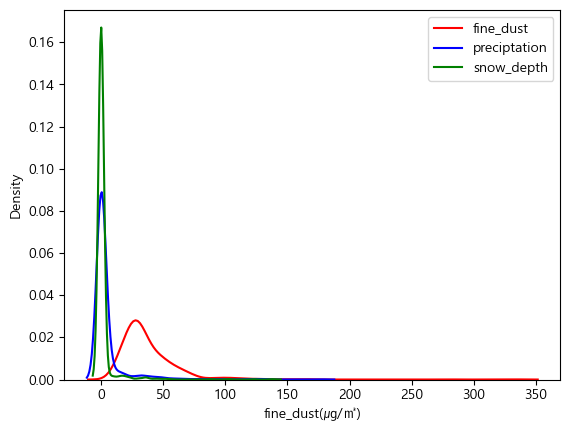 fine_dust
preciptation
snow_depth
0.16
0.14
0.12
0.10
0.08
0.06
0.04
0.02
0.00
Density
0 50 100 150 200 250 300 350
fine_dust(㎍/㎥)